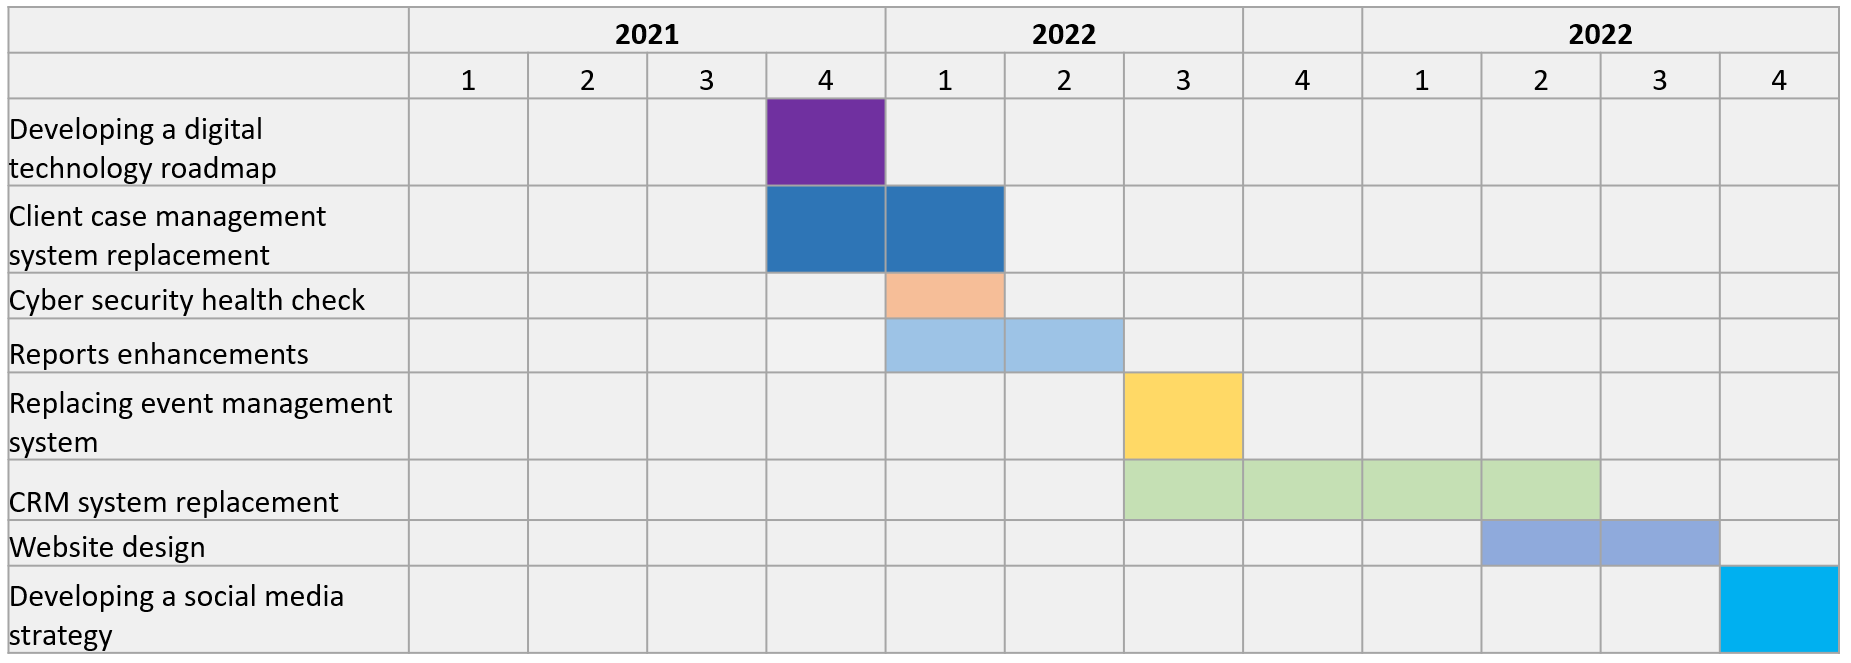 2021 2022 2022
1 2 3 4 1 2 3 4 1 2 3 4
Developing a digital
technology roadmap
Client case management
system replacement
Cyber security health check
Reports enhancements
Replacing event management
system
CRM system replacement
Website design
Developing a social media
strategy